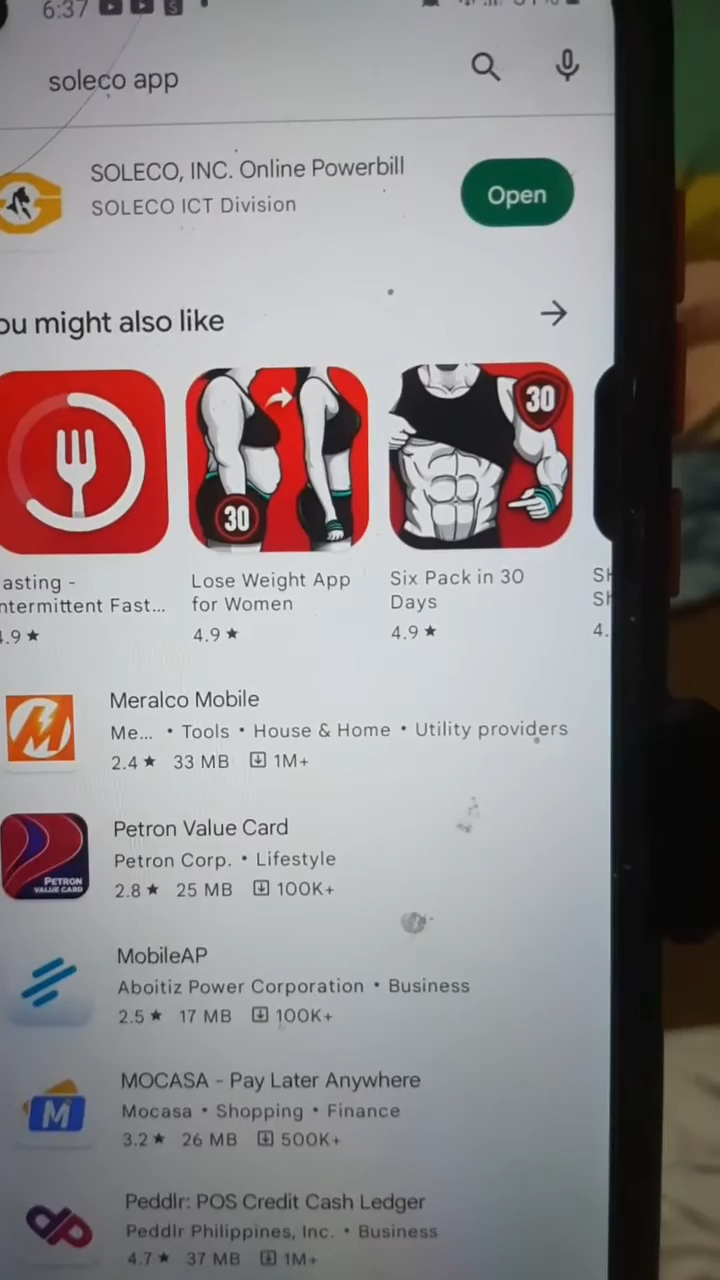 6:37
soleco app
SOLECO, INC. Online Powerbill
SOLECO ICT Division
Open
ou might also like
30
30
asting -
ntermittent Fast...
.9 ★
Lose Weight App
for Women
4.9 ★
Six Pack in 30
Days
4.9 ★
4.
Meralco Mobile
Me... • Tools • House & Home • Utility providers
2.4 ★ 33 MB 1M+
PETRON
VALUE CARD
Petron Value Card
Petron Corp. • Lifestyle
2.8 ★ 25 MB 100K+
MobileAP
Aboitiz Power Corporation • Business
2.5 ★ 17 MB 100K+
M
MOCASA - Pay Later Anywhere
Mocasa • Shopping • Finance
3.2 ★ 26 MB 500K+
Peddlr: POS Credit Cash Ledger
Peddlr Philippines, Inc. • Business
4.7 ★ 37 MB 1M+